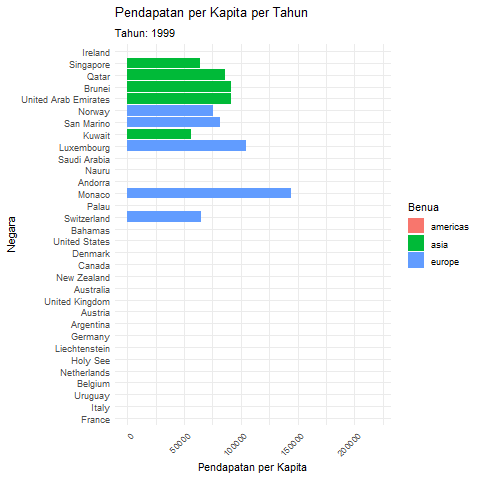 Pendapatan per Kapita per Tahun
Tahun: 1999
Ireland
Singapore
Qatar
Brunei
United Arab Emirates
Norway
San Marino
Kuwait
Luxembourg
Saudi Arabia
Nauru
Andorra
Monaco
Palau
Switzerland
Bahamas
United States
Denmark
Canada
New Zealand
Australia
United Kingdom
Austria
Argentina
Germany
Liechtenstein
Holy See
Netherlands
Belgium
Uruguay
Italy
France
Negara
0
50000
100000
150000
200000
Pendapatan per Kapita
Benua
americas
asia
europe